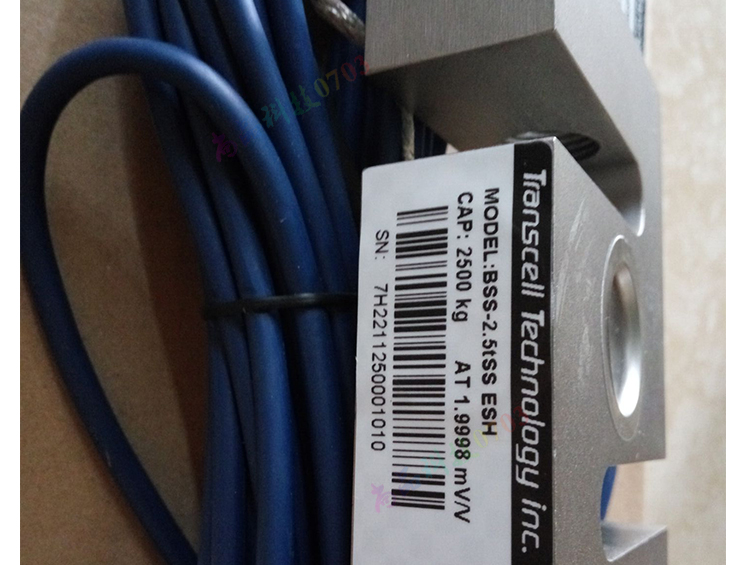 Transcell Technology inc.
MODEL:BSS-2.5tSS ESH
CAP: 2500 kg AT 1.9998 mV/V
SN: 7H2211250001010